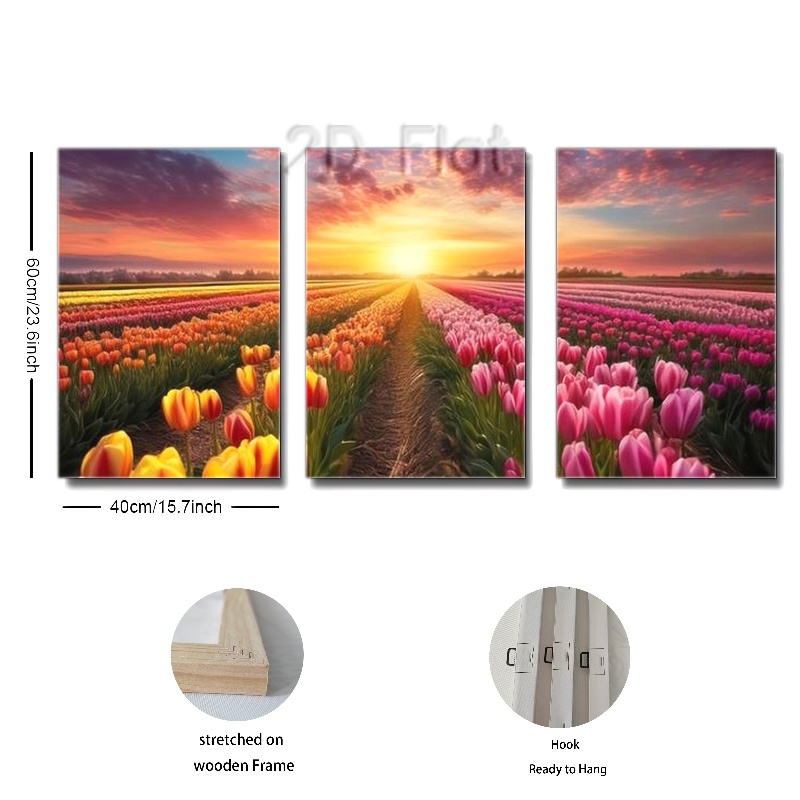 2D Flat
60cm/23.6inch
40cm/15.7inch
stretched on
wooden Frame
Hook
Ready to Hang